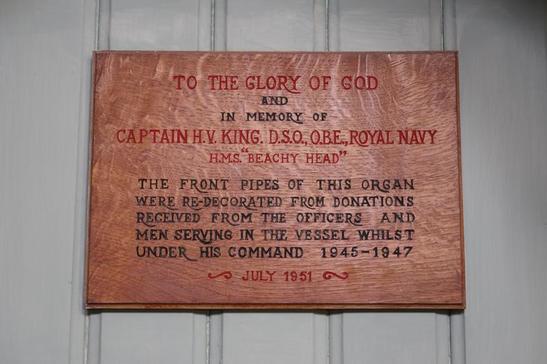 TO THE GLORY OF GOD
AND
IN MEMORY OF
CAPTAIN H.V. KING. D.S.O., O.B.E., ROYAL NAVY
H.M.S. "BEACHY HEAD"
THE FRONT PIPES OF THIS ORGAN
WERE RE-DECORATED FROM DONATIONS
RECEIVED FROM THE OFFICERS AND
MEN SERVING IN THE VESSEL WHILST
UNDER HIS COMMAND 1945-1947
JULY 1951